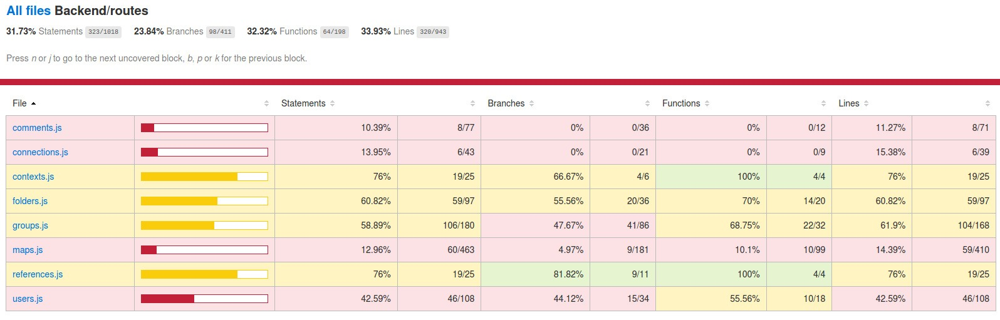 All files Backend/routes
31.73% Statements 323/1018 23.84% Branches 98/411 32.32% Functions 64/198 33.93% Lines 320/943
Press n or j to go to the next uncovered block, b, p or k for the previous block.
File Statements Branches Functions Lines
comments.js 10.39% 8/77 0% 0/36 0% 0/12 11.27% 8/71
connections.js 13.95% 6/43 0% 0/21 0% 0/9 15.38% 6/39
contexts.js 76% 19/25 66.67% 4/6 100% 4/4 76% 19/25
folders.js 60.82% 59/97 55.56% 20/36 70% 14/20 60.82% 59/97
groups.js 58.89% 106/180 47.67% 41/86 68.75% 22/32 61.9% 104/168
maps.js 12.96% 60/463 4.97% 9/181 10.1% 10/99 14.39% 59/410
references.js 76% 19/25 81.82% 9/11 100% 4/4 76% 19/25
users.js 42.59% 46/108 44.12% 15/34 55.56% 10/18 42.59% 46/108